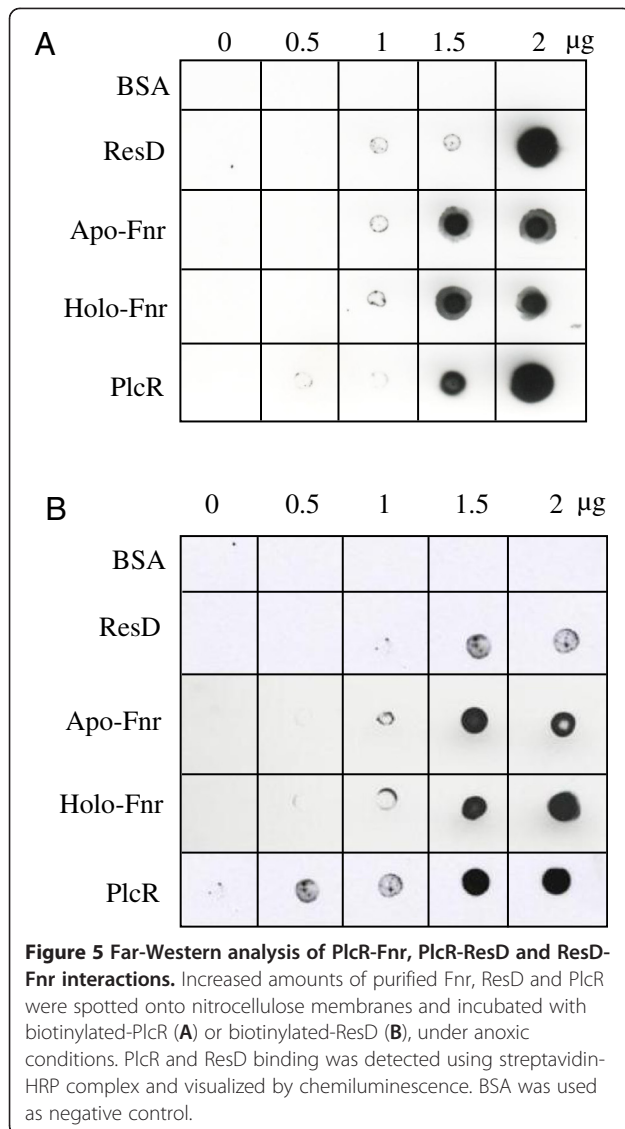 A
0 0.5 1 1.5 2 µg
BSA
ResD
Apo-Fnr
Holo-Fnr
PlcR
B
0 0.5 1 1.5 2 µg
BSA
ResD
Apo-Fnr
Holo-Fnr
PlcR
Figure 5 Far-Western analysis of PlcR-Fnr, PlcR-ResD and ResD-
Fnr interactions. Increased amounts of purified Fnr, ResD and PlcR
were spotted onto nitrocellulose membranes and incubated with
biotinylated-PlcR (A) or biotinylated-ResD (B), under anoxic
conditions. PlcR and ResD binding was detected using streptavidin-
HRP complex and visualized by chemiluminescence. BSA was used
as negative control.